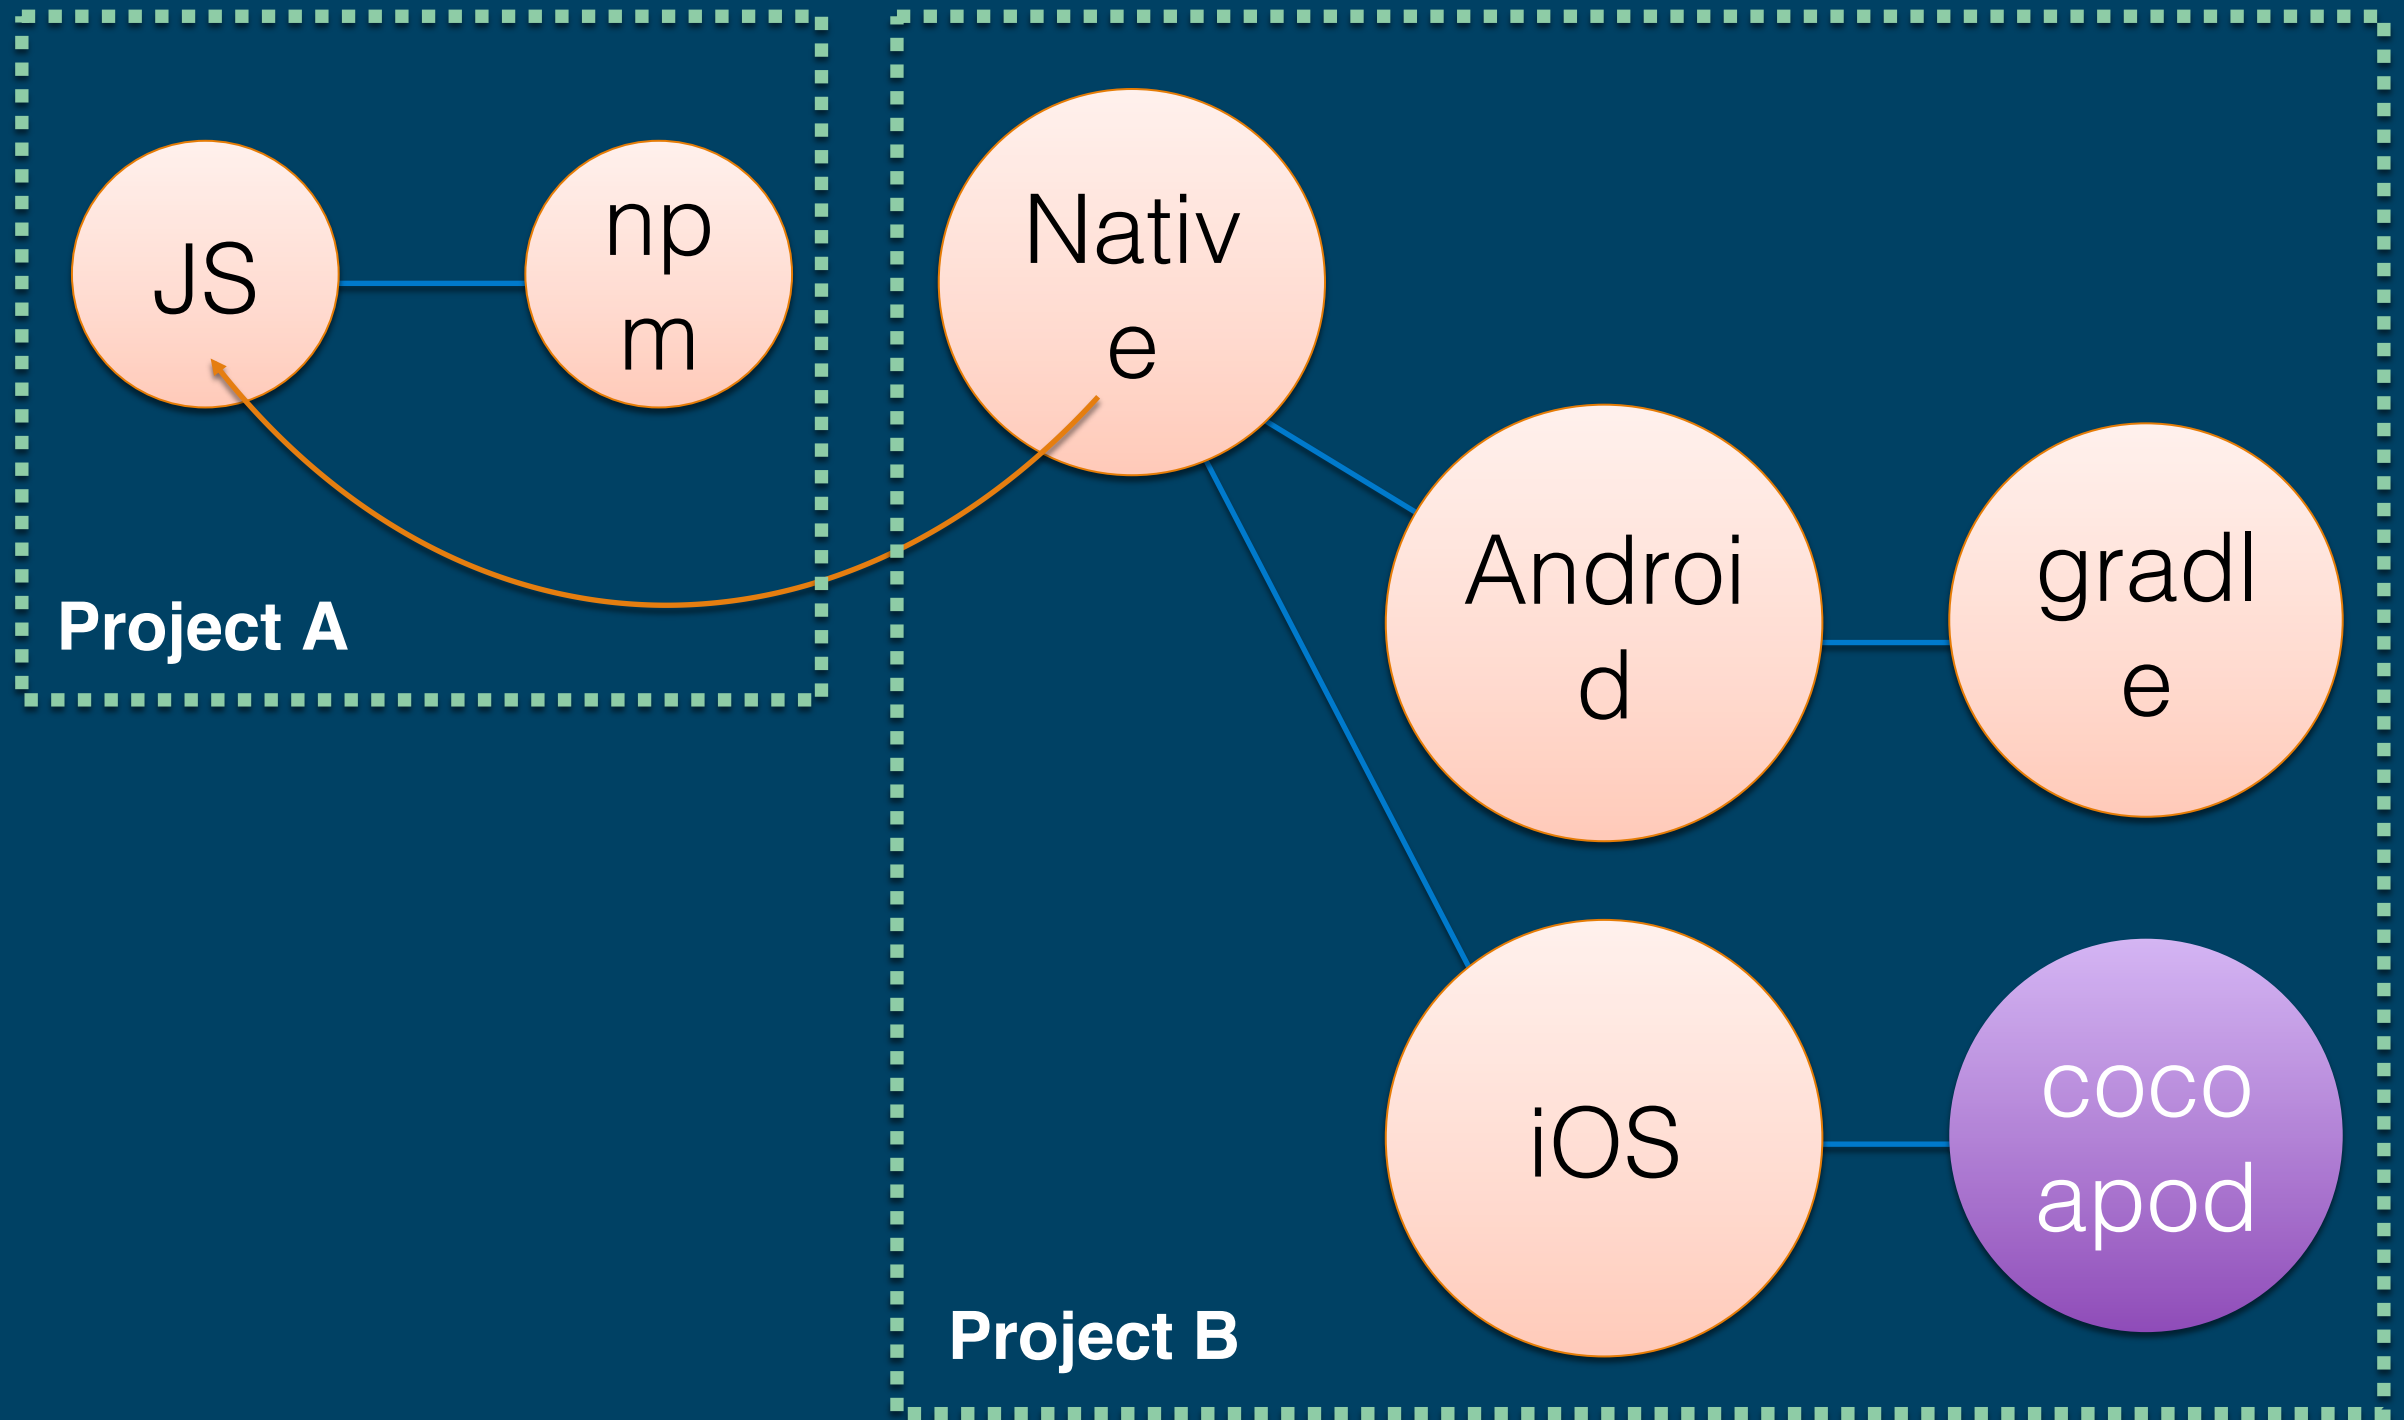 JS
np
m
Project A
Nativ
e
Androi
d
gradl
e
iOS
coco
apod
Project B